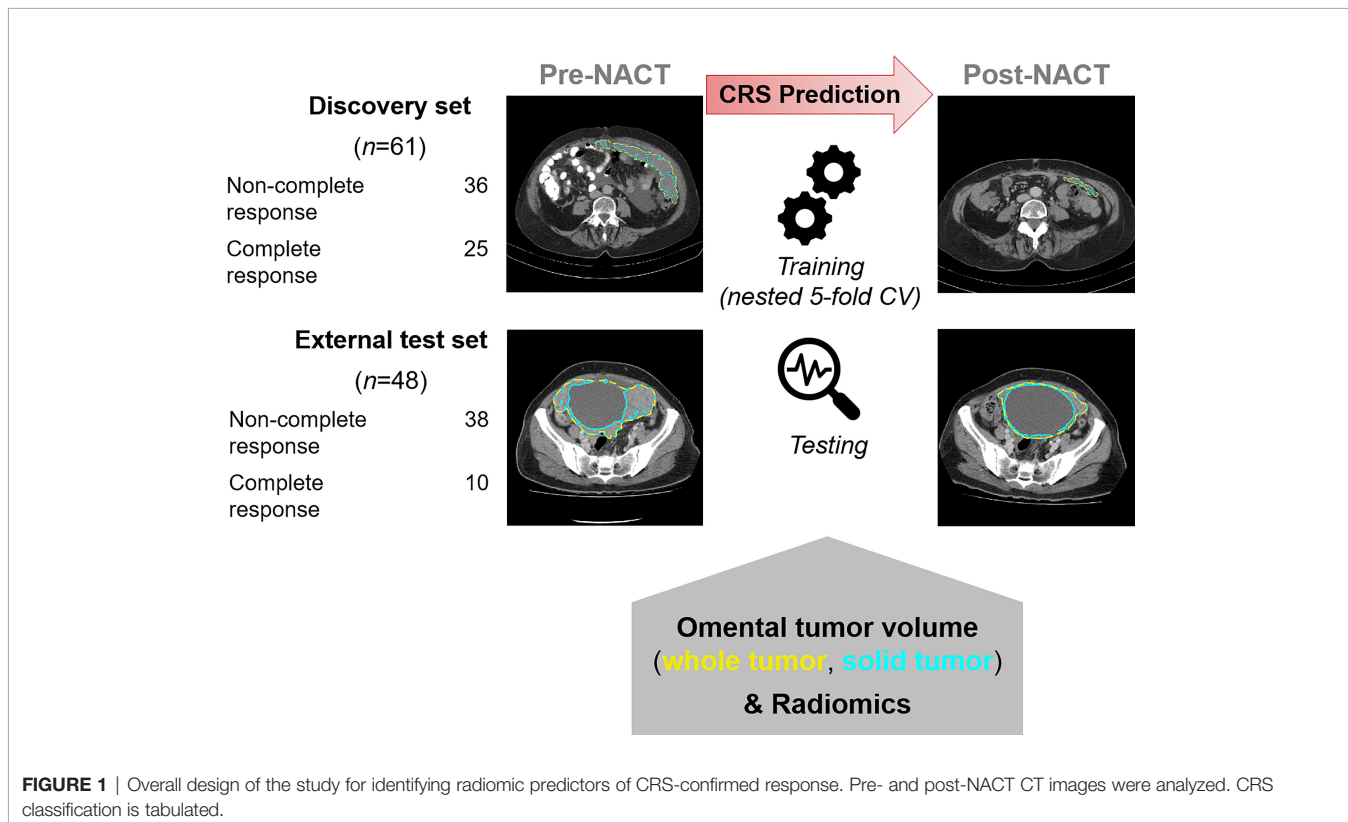 Pre-NACT
CRS Prediction
Post-NACT
Discovery set
(n=61)
Non-complete 36
response
Complete 25
response
Training
(nested 5-fold CV)
External test set
(n=48)
Non-complete 38
response
Complete 10
response
Testing
Omental tumor volume
(whole tumor, solid tumor)
& Radiomics
FIGURE 1 | Overall design of the study for identifying radiomic predictors of CRS-confirmed response. Pre- and post-NACT CT images were analyzed. CRS
classification is tabulated.